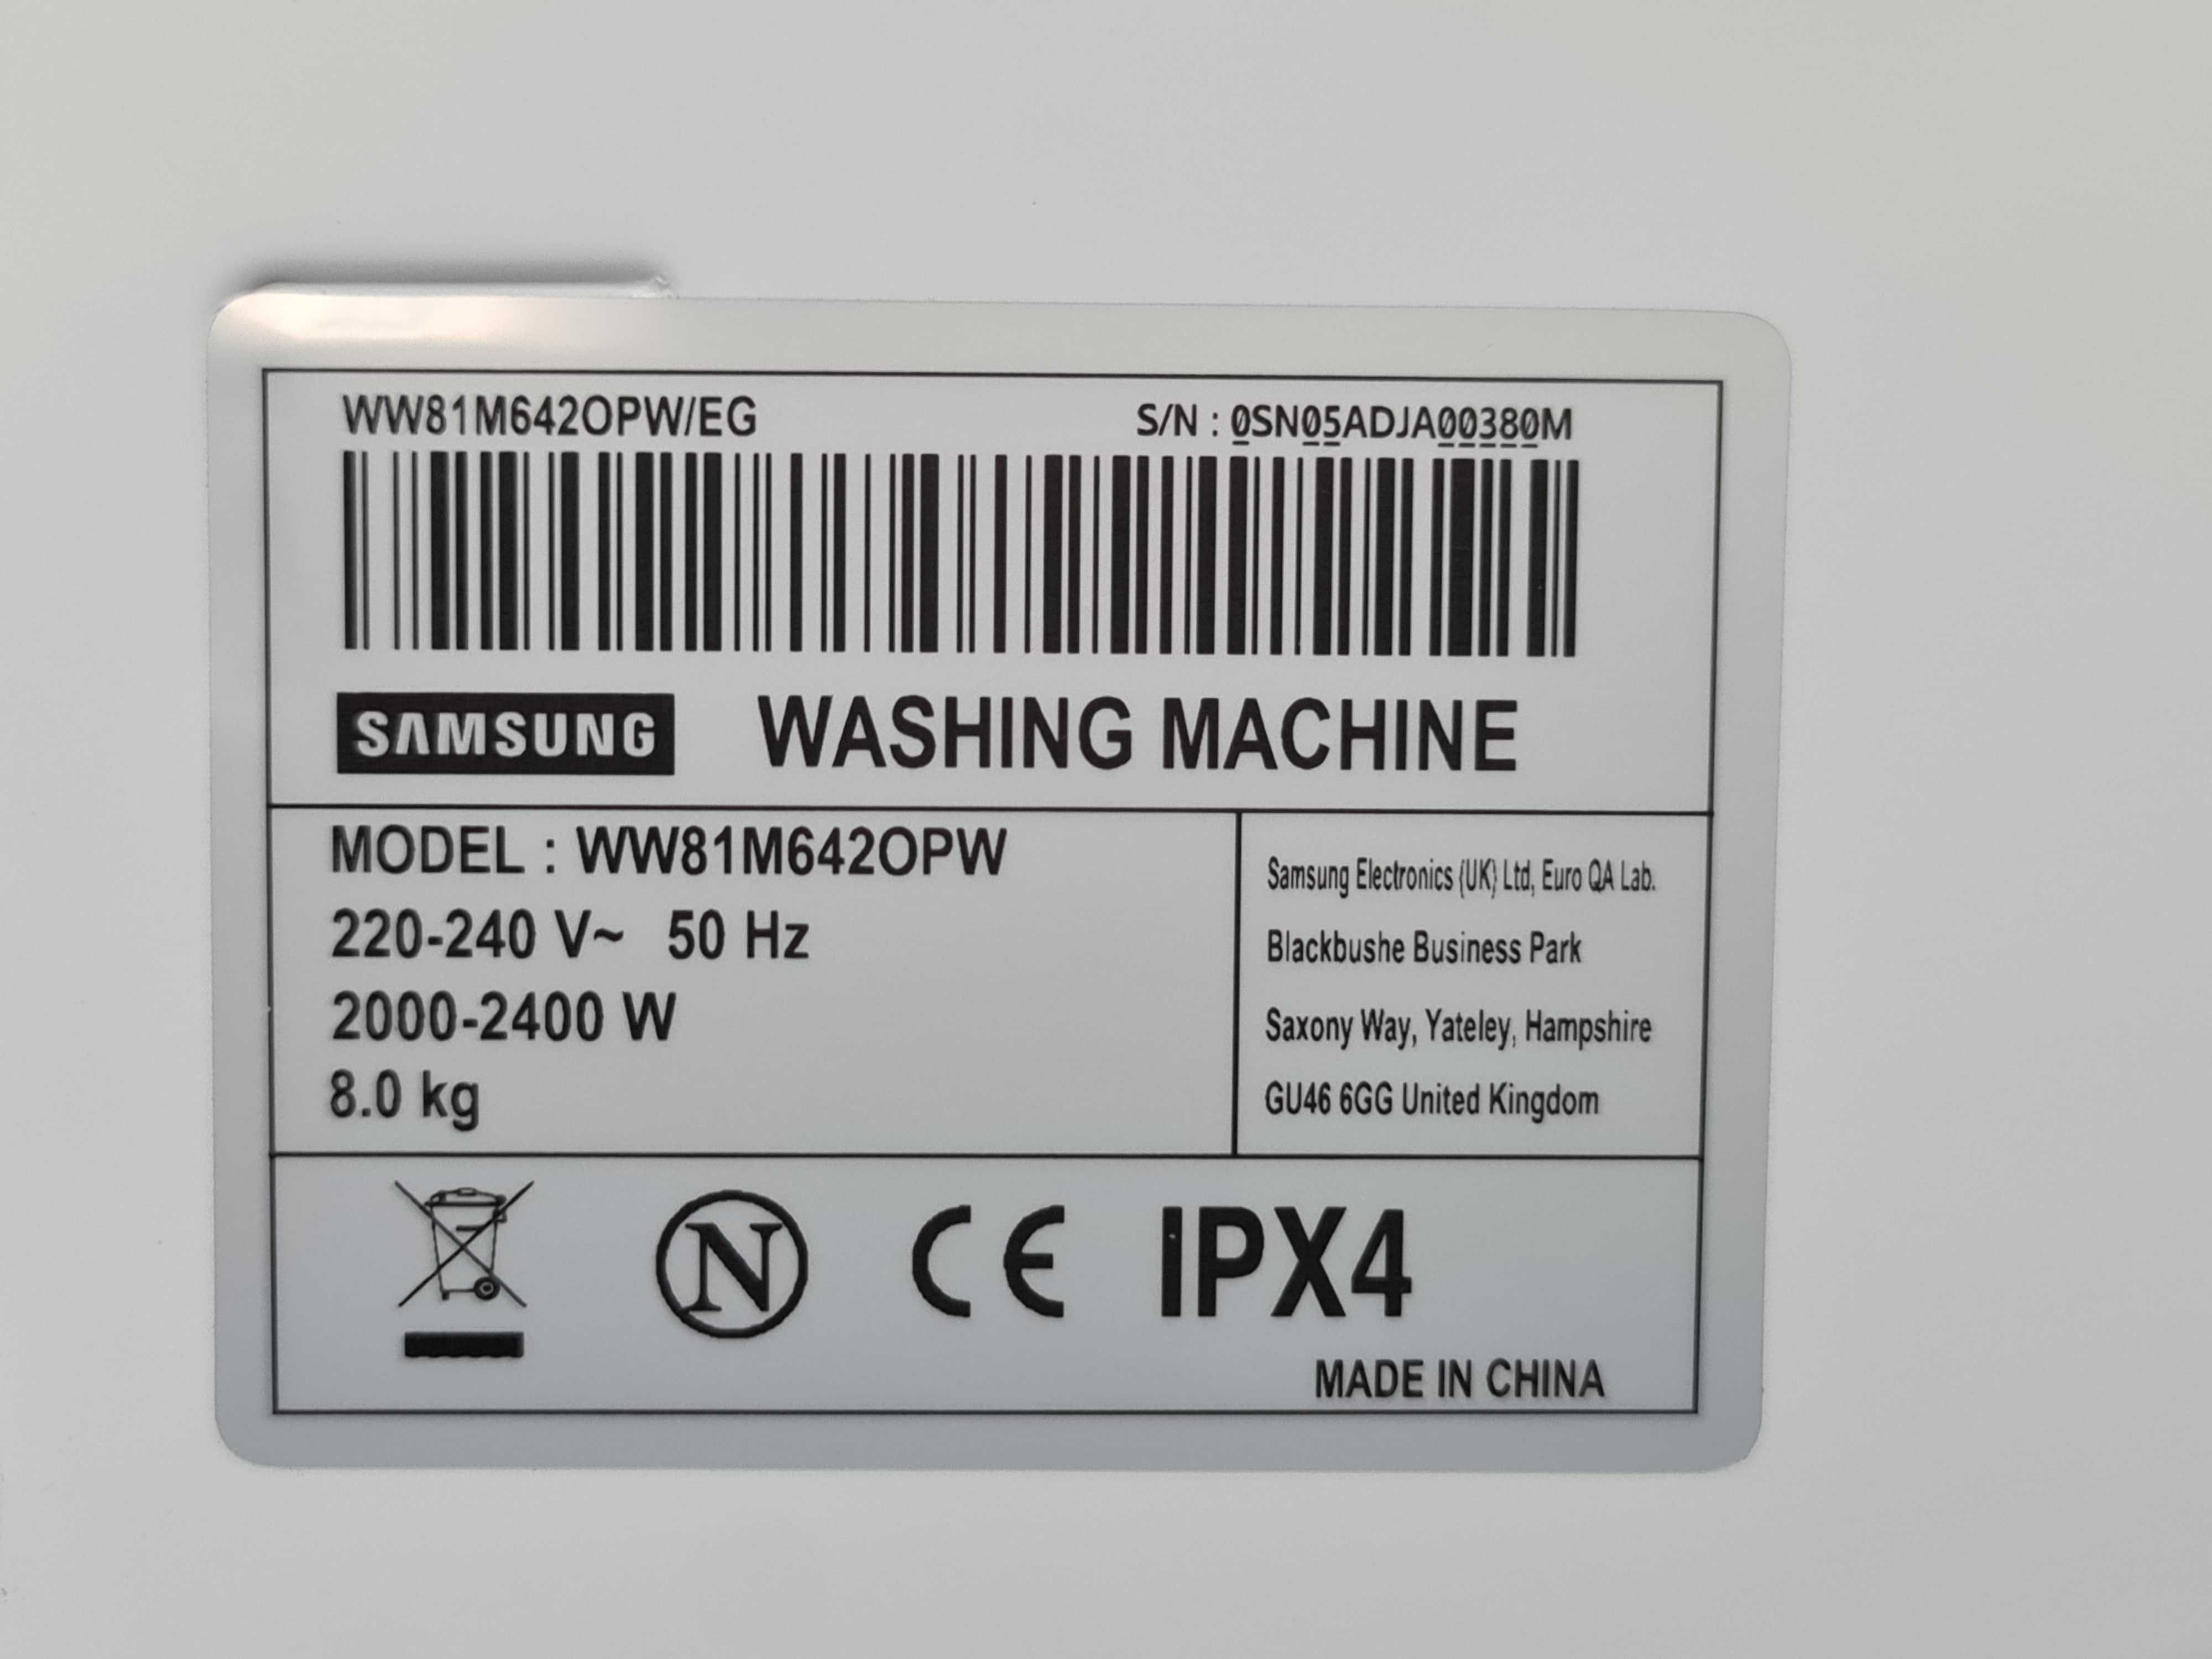 WW81M642OPW/EG
S/N : 0SN05ADJA00380M
SAMSUNG WASHING MACHINE
MODEL : WW81M642OPW
220-240 V~ 50 Hz
2000-2400 W
8.0 kg
Samsung Electronics (UK) Ltd, Euro QA Lab.
Blackbushe Business Park
Saxony Way, Yateley, Hampshire
GU46 6GG United Kingdom
N CE IPX4
MADE IN CHINA